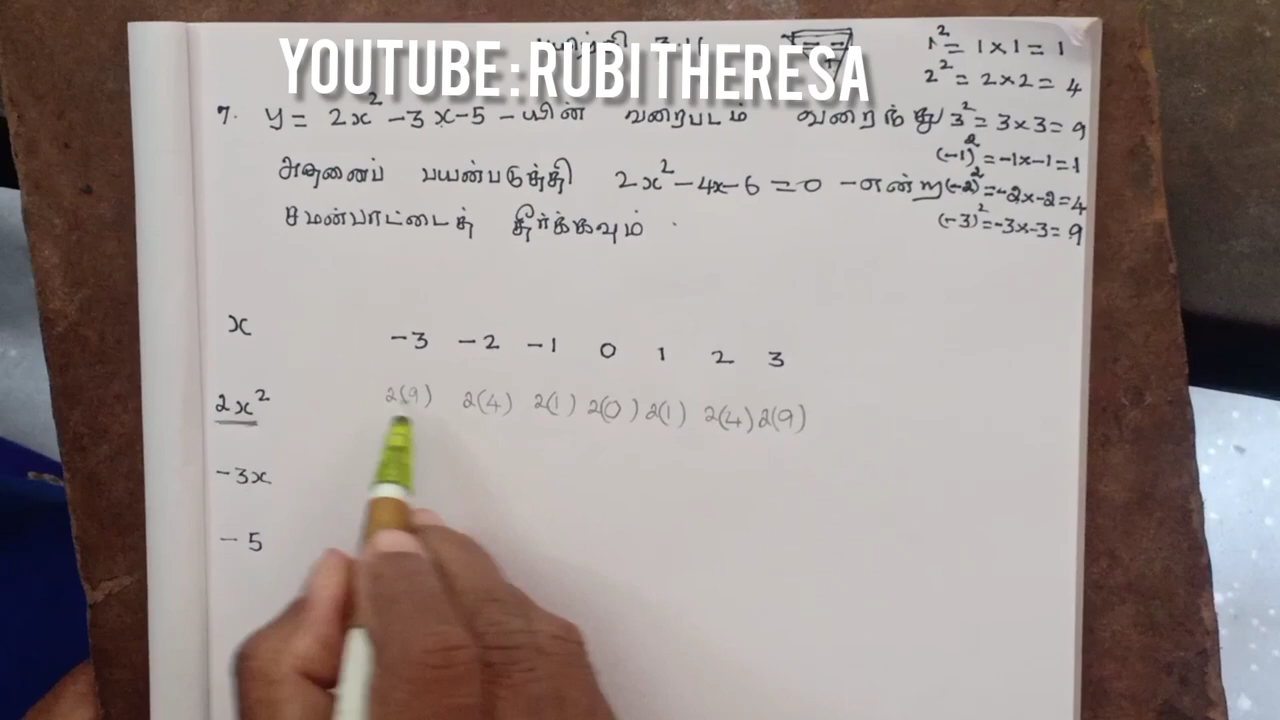 YOUTUBE : RUBI THERESA
1² = 1 x 1 = 1
2² = 2 x 2 = 4
7. y = 2x² - 3x - 5 - யின் வரைபடம் வரைந்து
3² = 3 x 3 = 9
(-1)² = -1 x -1 = 1
அதனைப் பயன்படுத்தி 2x² - 4x - 6 = 0 - என்ற
(-2)² = -2 x -2 = 4
சமன்பாட்டைத் தீர்க்கவும் .
(-3)² = -3 x -3 = 9
x -3 -2 -1 0 1 2 3
2x² 2(9) 2(4) 2(1) 2(0) 2(1) 2(4) 2(9)
-3x
-5